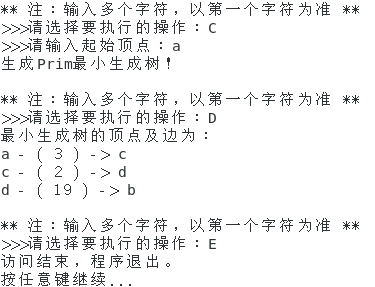 ** 注：输入多个字符，以第一个字符为准 **
>>>请选择要执行的操作：C
>>>请输入起始顶点：a
生成Prim最小生成树！
** 注：输入多个字符，以第一个字符为准 **
>>>请选择要执行的操作：D
最小生成树的顶点及边为：
a - ( 3 ) -> c
c - ( 2 ) -> d
d - ( 19 ) -> b
** 注：输入多个字符，以第一个字符为准 **
>>>请选择要执行的操作：E
访问结束，程序退出。
按任意键继续...